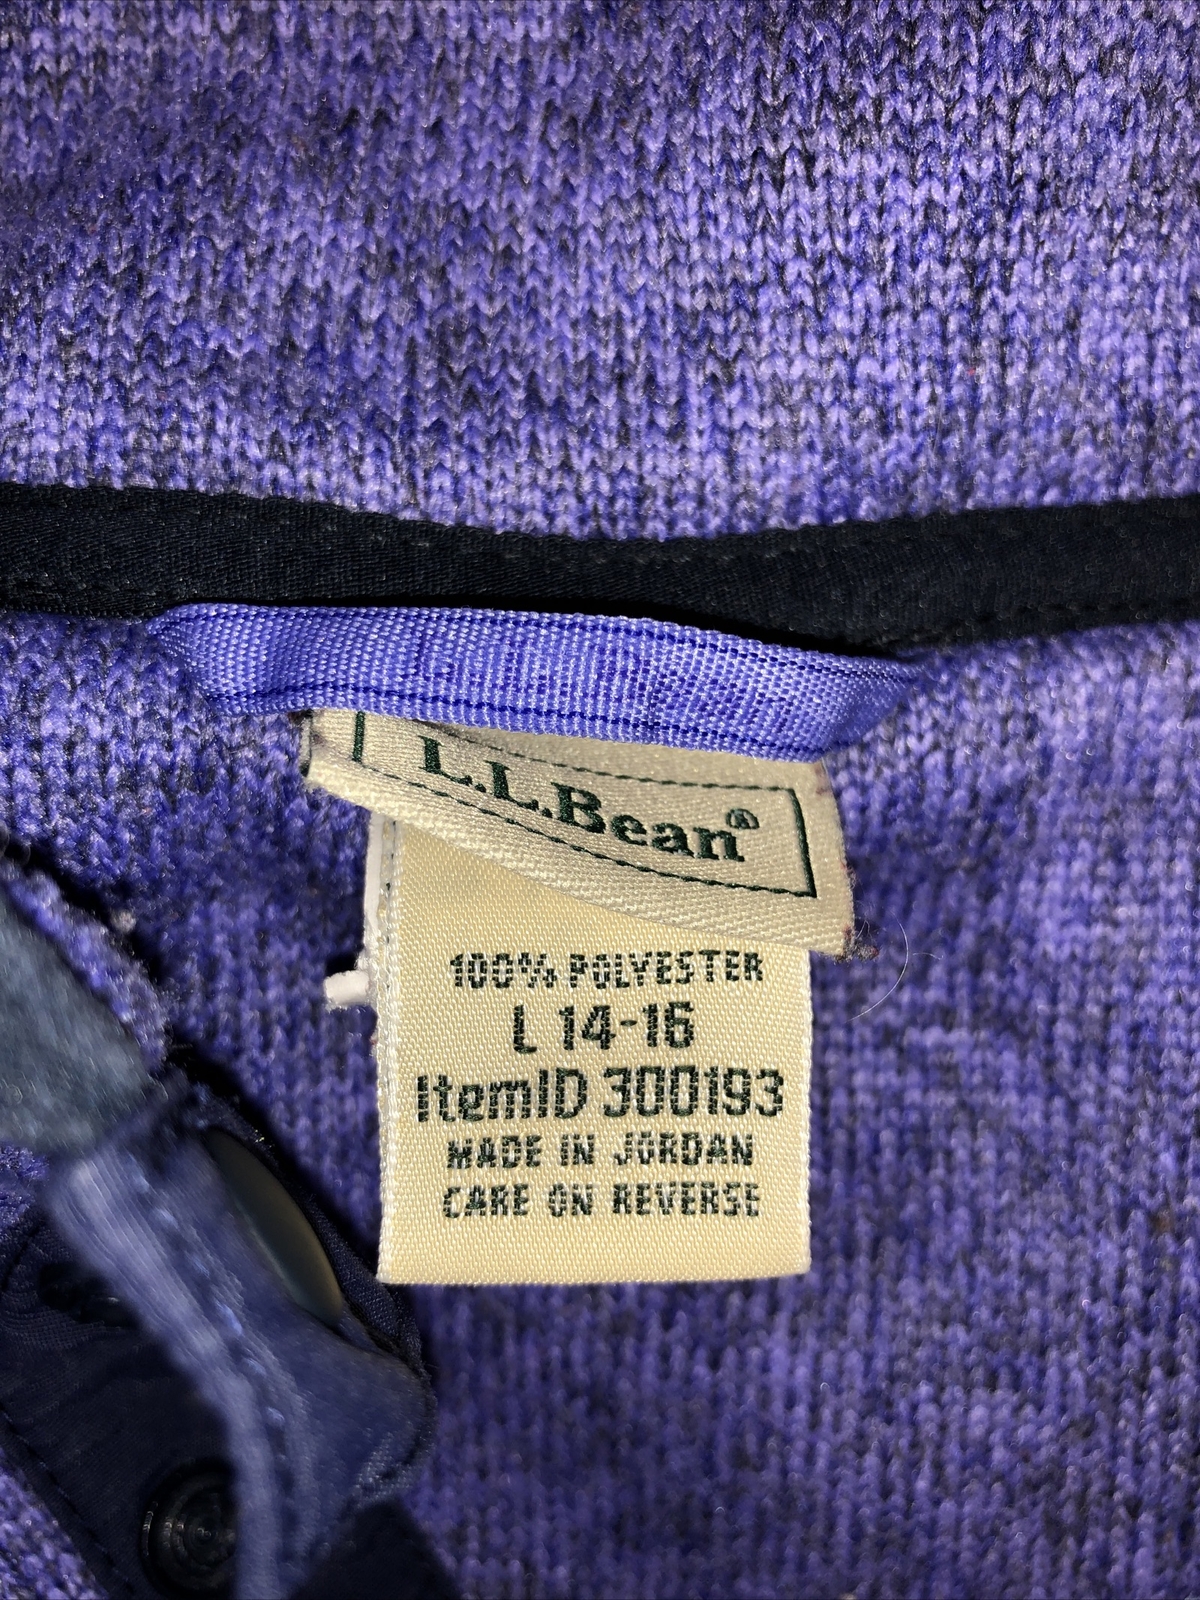 L.L.Bean®
100% POLYESTER
L 14-16
ItemID 300193
MADE IN JORDAN
CARE ON REVERSE